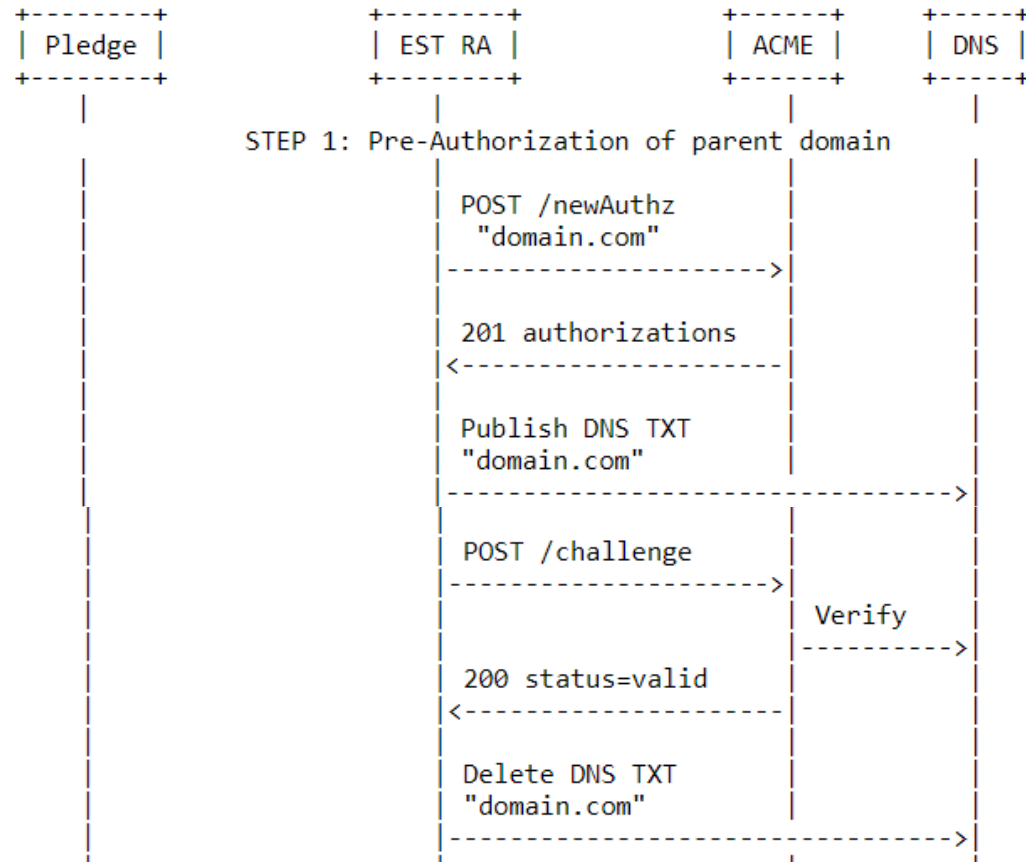 Pledge EST RA ACME DNS
STEP 1: Pre-Authorization of parent domain
POST /newAuthz
"domain.com"
201 authorizations
Publish DNS TXT
"domain.com"
POST /challenge
Verify
200 status=valid
Delete DNS TXT
"domain.com"